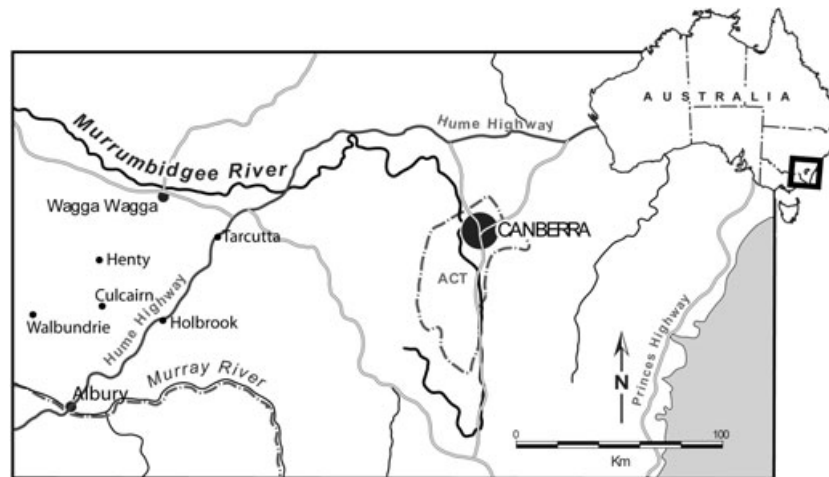 AUSTRALIA
Hume Highway
Murrumbidgee River
Wagga Wagga
CANBERRA
Tarcutta
Henty
ACT
Culcairn
Walbundrie
Holbrook
Hume Highway
Princes Highway
Murray River
Albury
N
0 100
Km